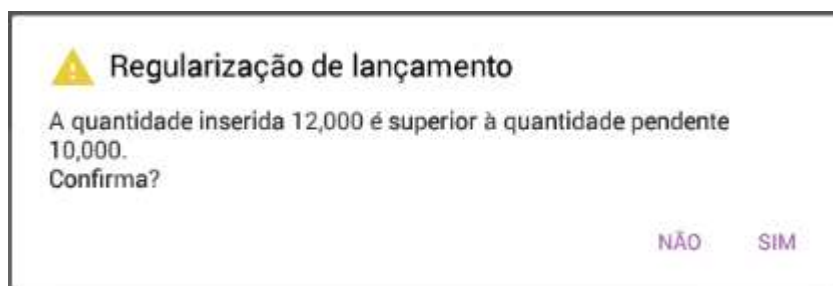 Regularização de lançamento
A quantidade inserida 12,000 é superior à quantidade pendente
10,000.
Confirma?
NÃO SIM